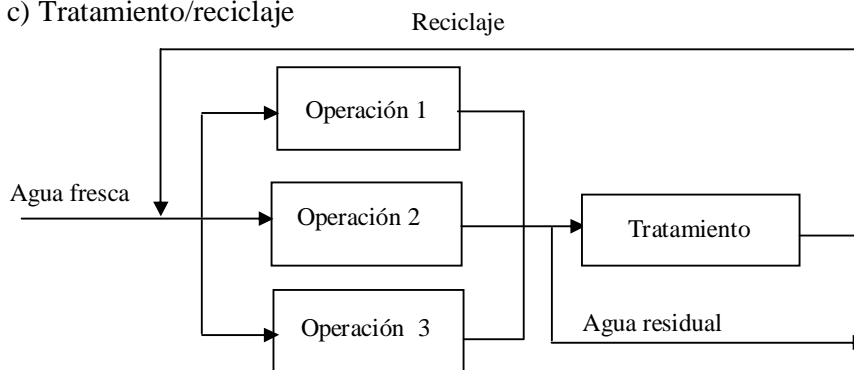 c) Tratamiento/reciclaje
Reciclaje
Operación 1
Agua fresca
Operación 2
Tratamiento
Operación 3
Agua residual